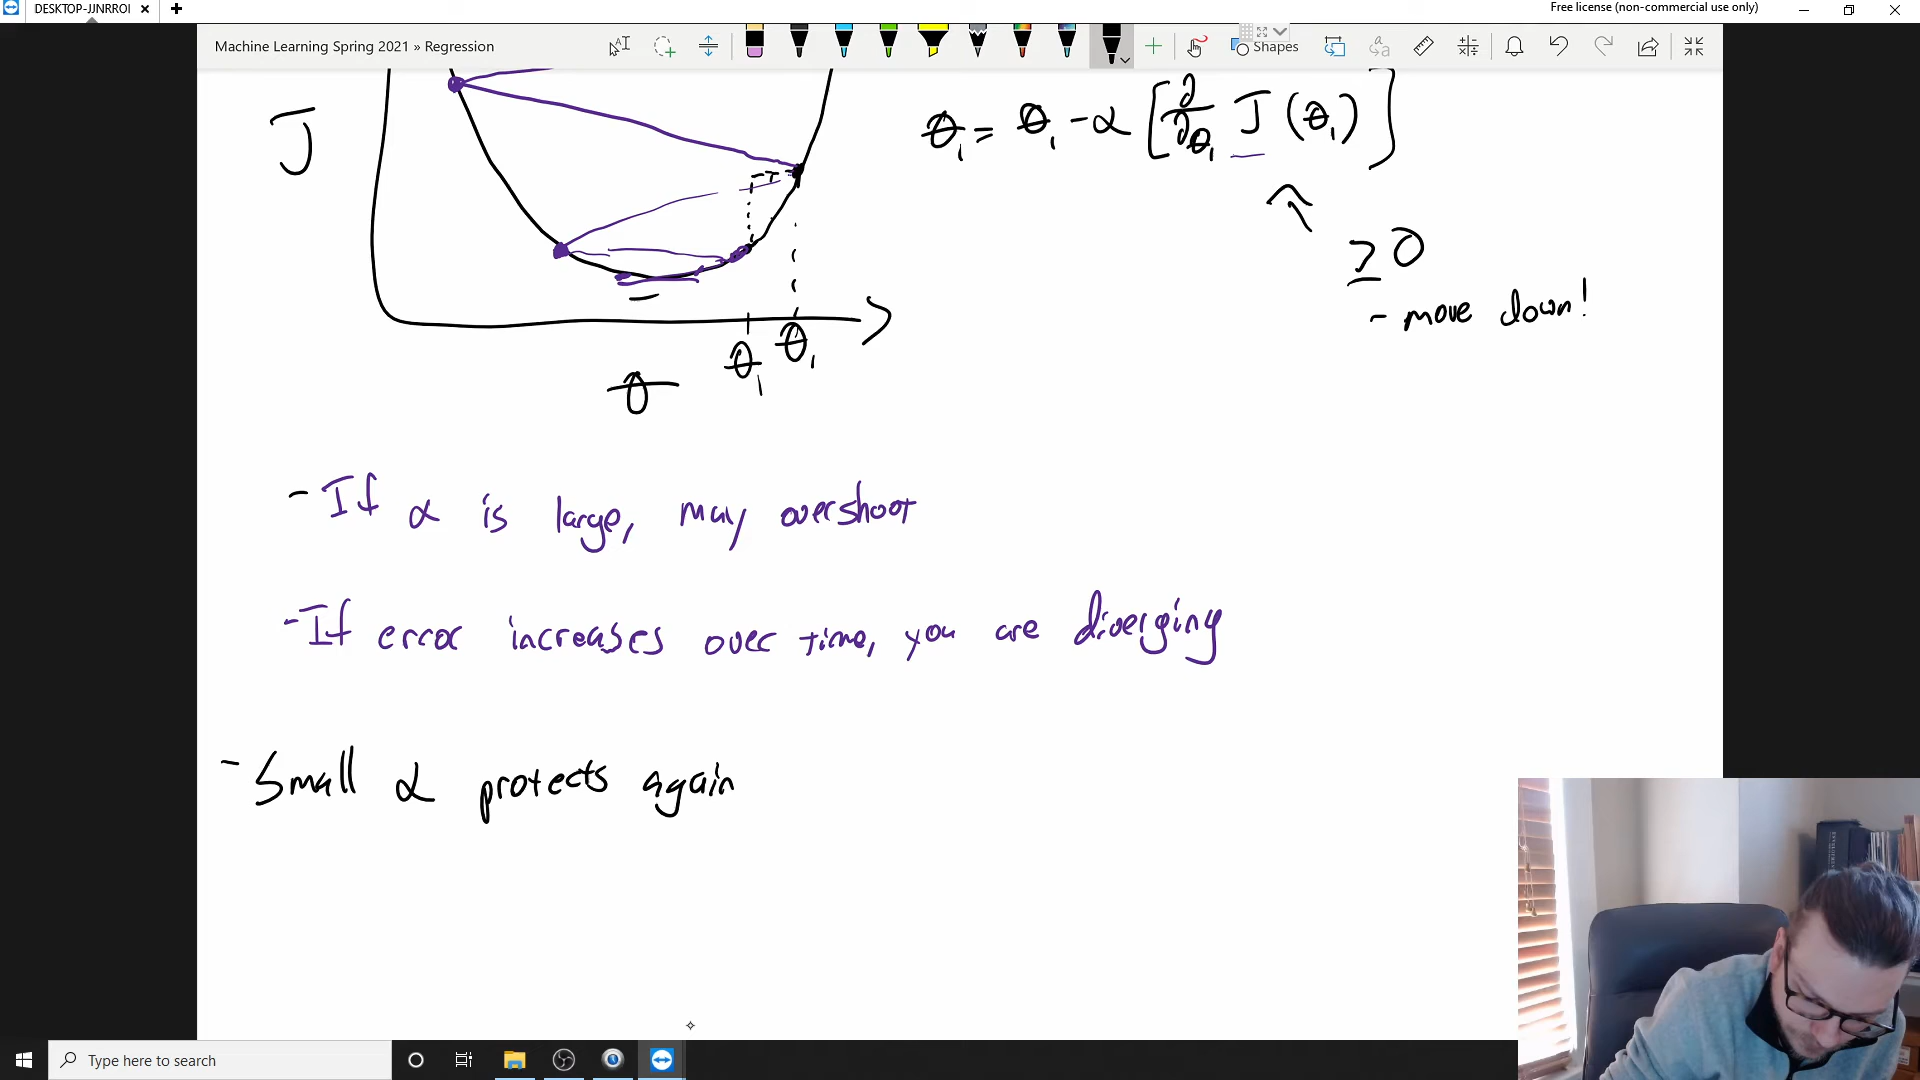 DESKTOP-JJNRROI
Free license (non-commercial use only)
Machine Learning Spring 2021 » Regression
Shapes
J
θ₁ = θ₁ - α [∂/∂θ₁ J (θ₁)]
≥ 0
- move down!
θ₁ θ₁
θ
- If α is large, may overshoot
- If error increases over time, you are diverging
- Small α protects again
Type here to search